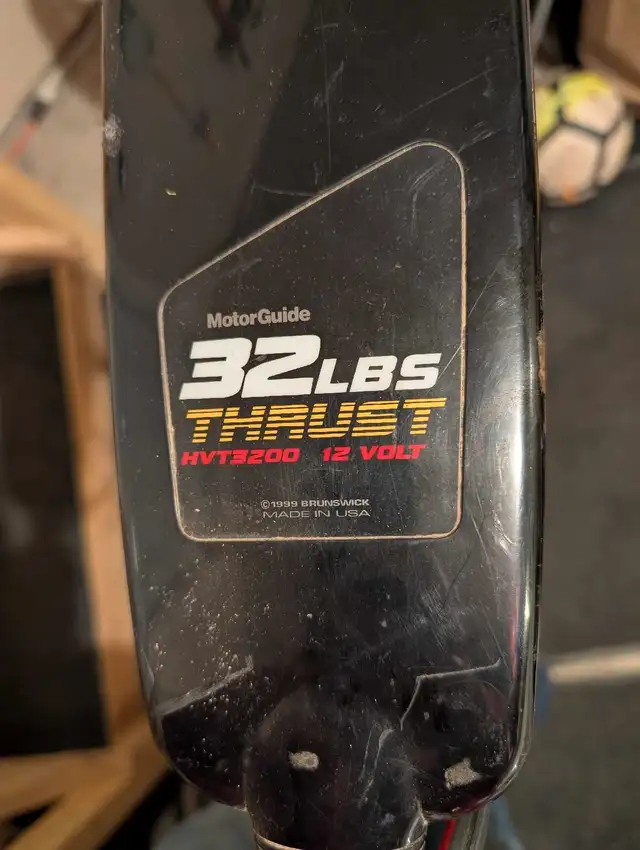 MotorGuide
32LBS
THRUST
HVT3200 12 VOLT
©1999 BRUNSWICK
MADE IN USA